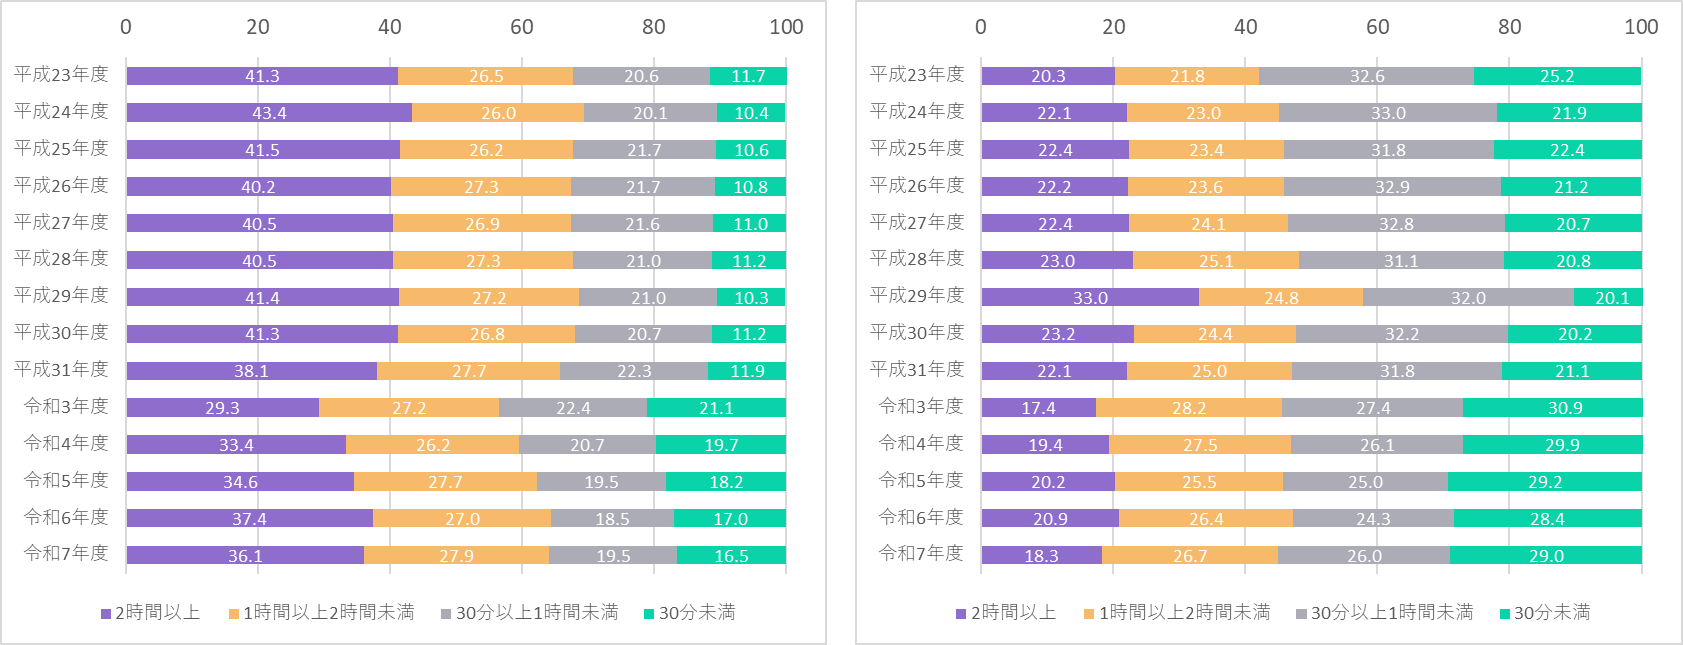 0 20 40 60 80 100
平成23年度 41.3 26.5 20.6 11.7
平成24年度 43.4 26.0 20.1 10.4
平成25年度 41.5 26.2 21.7 10.6
平成26年度 40.2 27.3 21.7 10.8
平成27年度 40.5 26.9 21.6 11.0
平成28年度 40.5 27.3 21.0 11.2
平成29年度 41.4 27.2 21.0 10.3
平成30年度 41.3 26.8 20.7 11.2
平成31年度 38.1 27.7 22.3 11.9
令和3年度 29.3 27.2 22.4 21.1
令和4年度 33.4 26.2 20.7 19.7
令和5年度 34.6 27.7 19.5 18.2
令和6年度 37.4 27.0 18.5 17.0
令和7年度 36.1 27.9 19.5 16.5
2時間以上 1時間以上2時間未満 30分以上1時間未満 30分未満
0 20 40 60 80 100
平成23年度 20.3 21.8 32.6 25.2
平成24年度 22.1 23.0 33.0 21.9
平成25年度 22.4 23.4 31.8 22.4
平成26年度 22.2 23.6 32.9 21.2
平成27年度 22.4 24.1 32.8 20.7
平成28年度 23.0 25.1 31.1 20.8
平成29年度 33.0 24.8 32.0 20.1
平成30年度 23.2 24.4 32.2 20.2
平成31年度 22.1 25.0 31.8 21.1
令和3年度 17.4 28.2 27.4 30.9
令和4年度 19.4 27.5 26.1 29.9
令和5年度 20.2 25.5 25.0 29.2
令和6年度 20.9 26.4 24.3 28.4
令和7年度 18.3 26.7 26.0 29.0
2時間以上 1時間以上2時間未満 30分以上1時間未満 30分未満